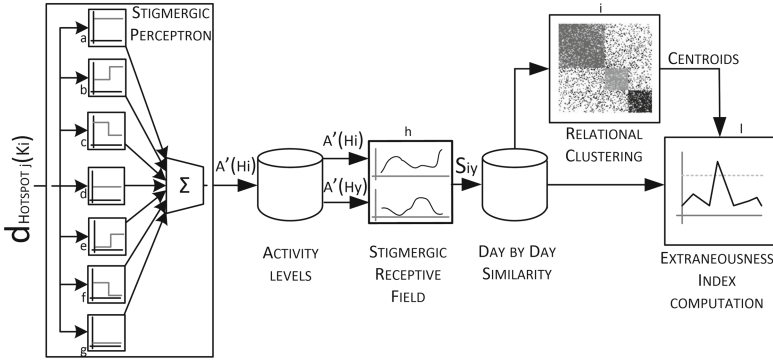 STIGMERGIC
PERCEPTRON
a
b
c
d
e
f
g
dHOTSPOT i(Ki)
Σ
A'(Hi)
ACTIVITY
LEVELS
A'(Hi)
A'(Hy)
h
STIGMERGIC
RECEPTIVE
FIELD
Siy
DAY BY DAY
SIMILARITY
i
RELATIONAL
CLUSTERING
CENTROIDS
l
EXTRANEOUSNESS
INDEX
COMPUTATION